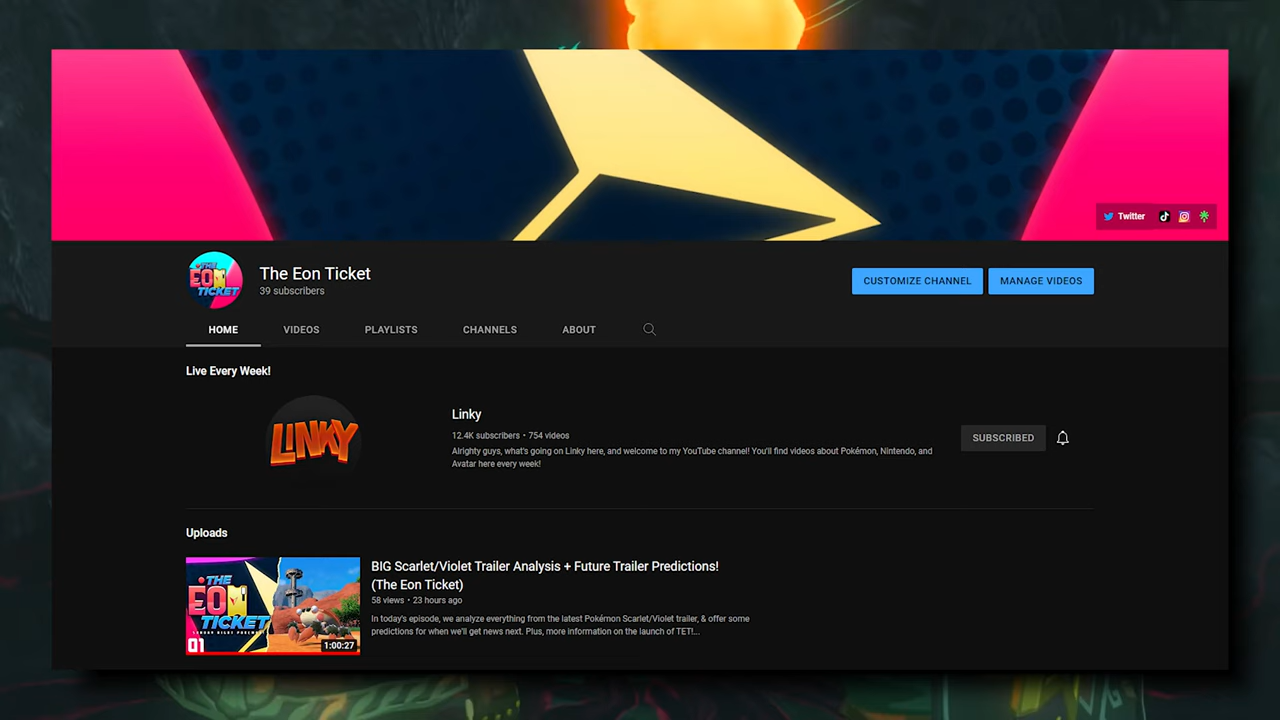 Twitter
THE
EON
TICKET
The Eon Ticket
39 subscribers
CUSTOMIZE CHANNEL
MANAGE VIDEOS
HOME
VIDEOS
PLAYLISTS
CHANNELS
ABOUT
Live Every Week!
LINKY
Linky
12.4K subscribers • 754 videos
Alrighty guys, what's going on Linky here, and welcome to my YouTube channel! You'll find videos about Pokémon, Nintendo, and
Avatar here every week!
SUBSCRIBED
Uploads
THE
EON
TICKET
01
1:00:27
BIG Scarlet/Violet Trailer Analysis + Future Trailer Predictions!
(The Eon Ticket)
58 views • 23 hours ago
In today's episode, we analyze everything from the latest Pokémon Scarlet/Violet trailer, & offer some
predictions for when we'll get news next. Plus, more information on the launch of TET!...